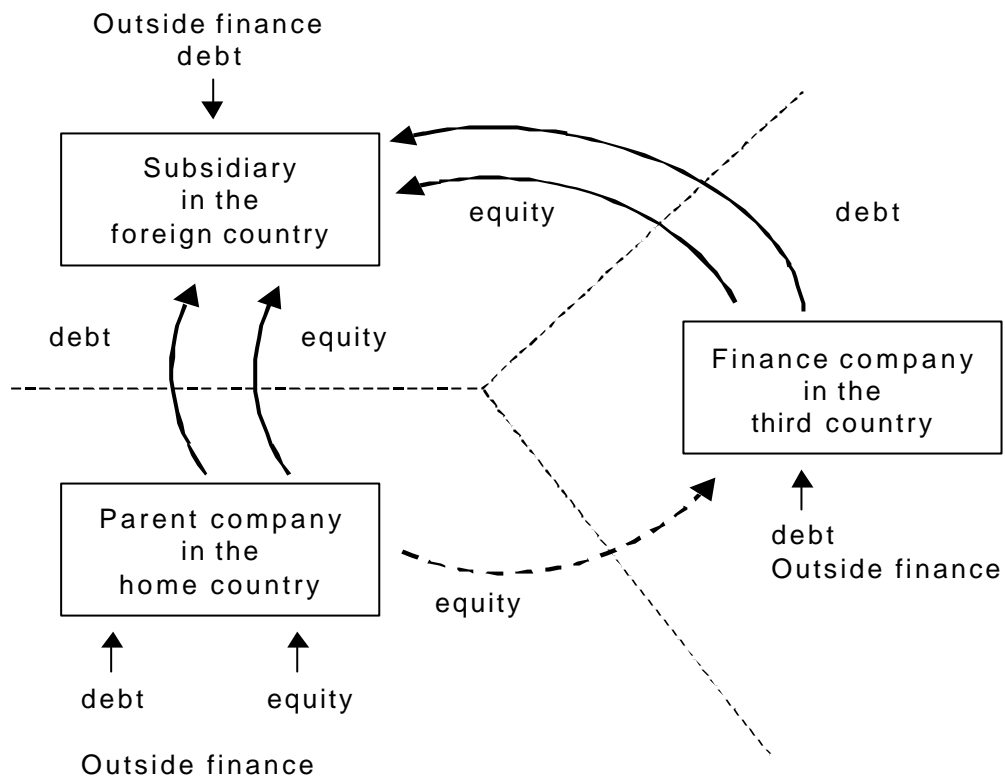 Outside finance
debt
Subsidiary
in the
foreign country
equity
debt
debt
equity
Finance company
in the
third country
Parent company
in the
home country
equity
debt
Outside finance
debt
equity
Outside finance